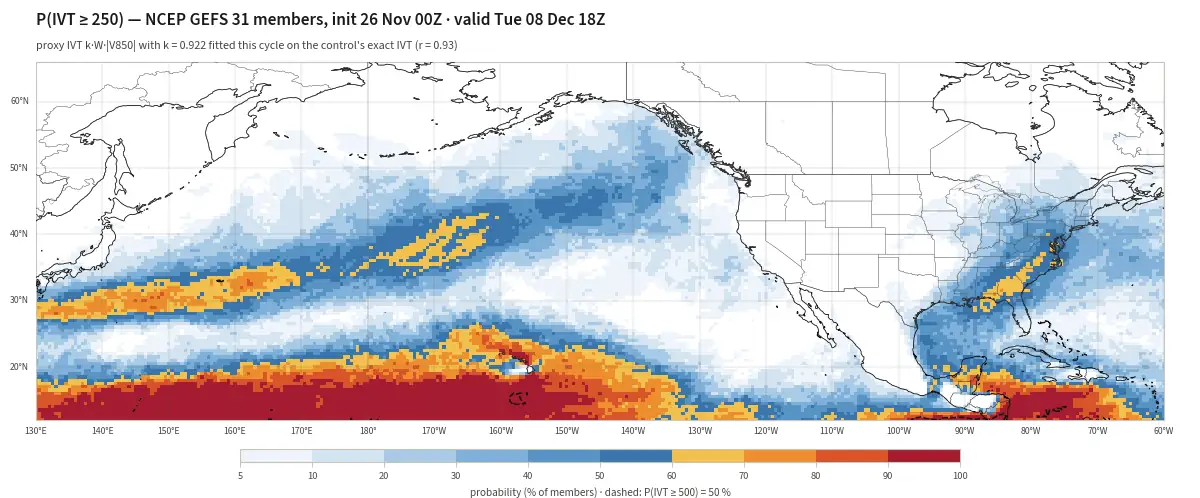 P(IVT ≥ 250) — NCEP GEFS 31 members, init 26 Nov 00Z · valid Tue 08 Dec 18Z
proxy IVT k·W·|V850| with k = 0.922 fitted this cycle on the control's exact IVT (r = 0.93)
60°N
50°N
40°N
30°N
20°N
130°E 140°E 150°E 160°E 170°E 180° 170°W 160°W 150°W 140°W 130°W 120°W 110°W 100°W 90°W 80°W 70°W 60°W
5 10 20 30 40 50 60 70 80 90 100
probability (% of members) · dashed: P(IVT ≥ 500) = 50 %